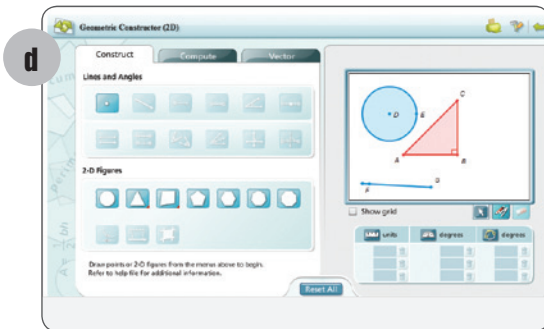 d
Geometric Constructor (2D)
Construct
Compute
Vector
Lines and Angles
2-D Figures
Draw points or 2-D figures from the menus above to begin.
Refer to help file for additional information.
Reset All
C
D
E
A
B
Show grid
units
degrees
degrees